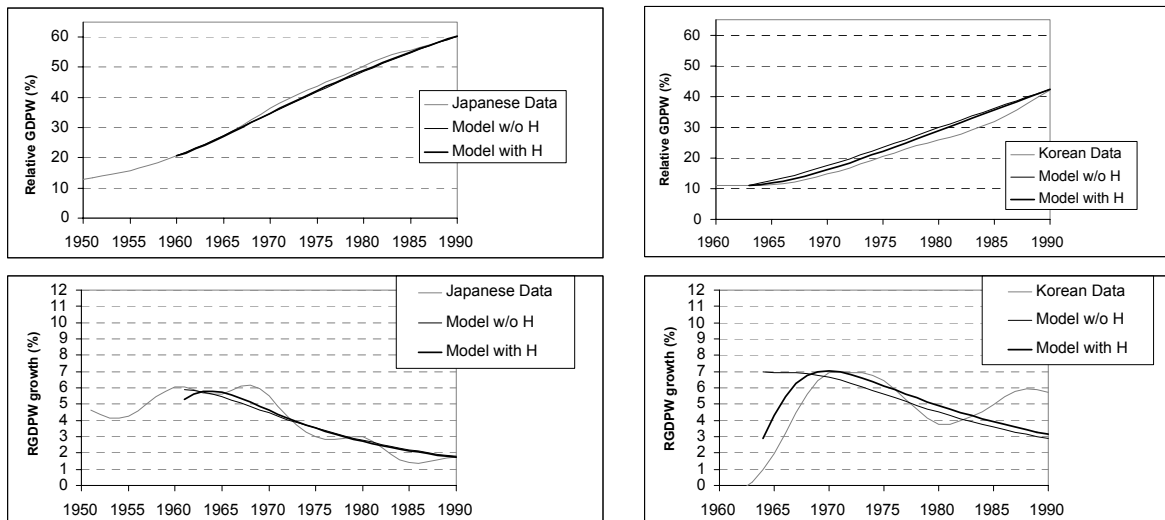 Relative GDPW (%)
60
50
40
30
20
10
0
1950 1955 1960 1965 1970 1975 1980 1985 1990
Japanese Data
Model w/o H
Model with H
Relative GDPW (%)
60
50
40
30
20
10
0
1960 1965 1970 1975 1980 1985 1990
Korean Data
Model w/o H
Model with H
RGDPW growth (%)
12
11
10
9
8
7
6
5
4
3
2
1
0
1950 1955 1960 1965 1970 1975 1980 1985 1990
Japanese Data
Model w/o H
Model with H
RGDPW growth (%)
12
11
10
9
8
7
6
5
4
3
2
1
0
1960 1965 1970 1975 1980 1985 1990
Korean Data
Model w/o H
Model with H